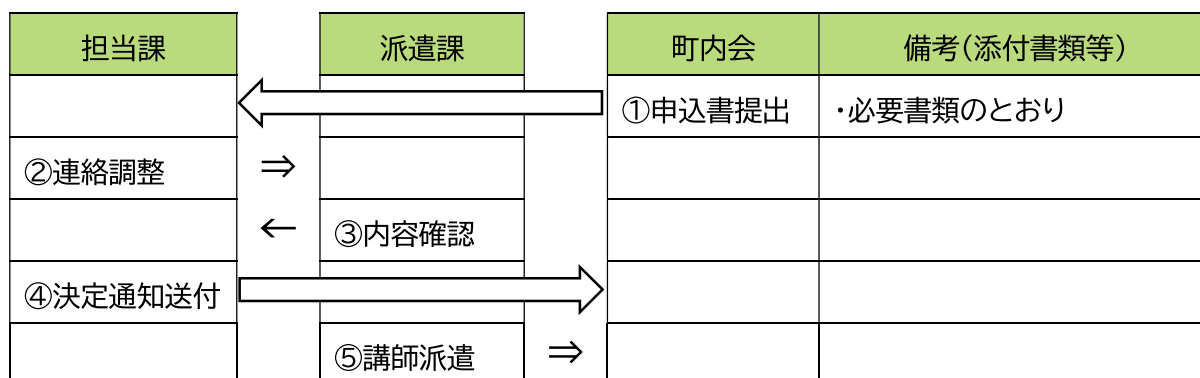 担当課 派遣課 町内会 備考(添付書類等)
①申込書提出 ・必要書類のとおり
②連絡調整 ⇒
← ③内容確認
④決定通知送付
⑤講師派遣 ⇒